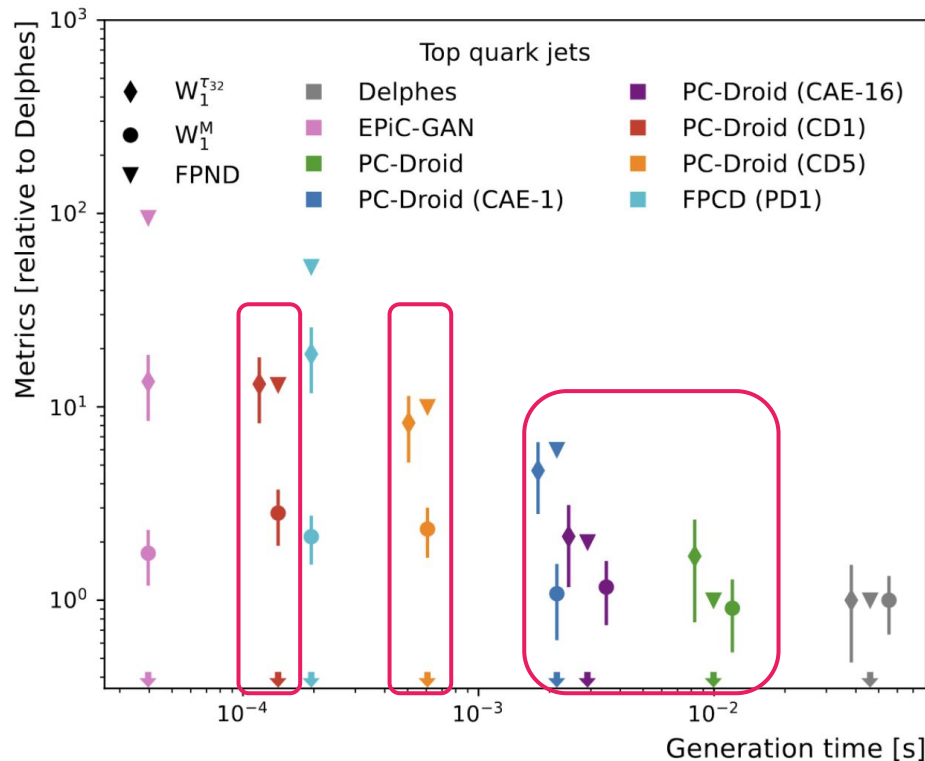 Top quark jets
W₁^τ₃₂
W₁^M
FPND
Delphes
EPiC-GAN
PC-Droid
PC-Droid (CAE-1)
PC-Droid (CAE-16)
PC-Droid (CD1)
PC-Droid (CD5)
FPCD (PD1)
Metrics [relative to Delphes]
10³
10²
10¹
10⁰
10⁻⁴
10⁻³
10⁻²
Generation time [s]